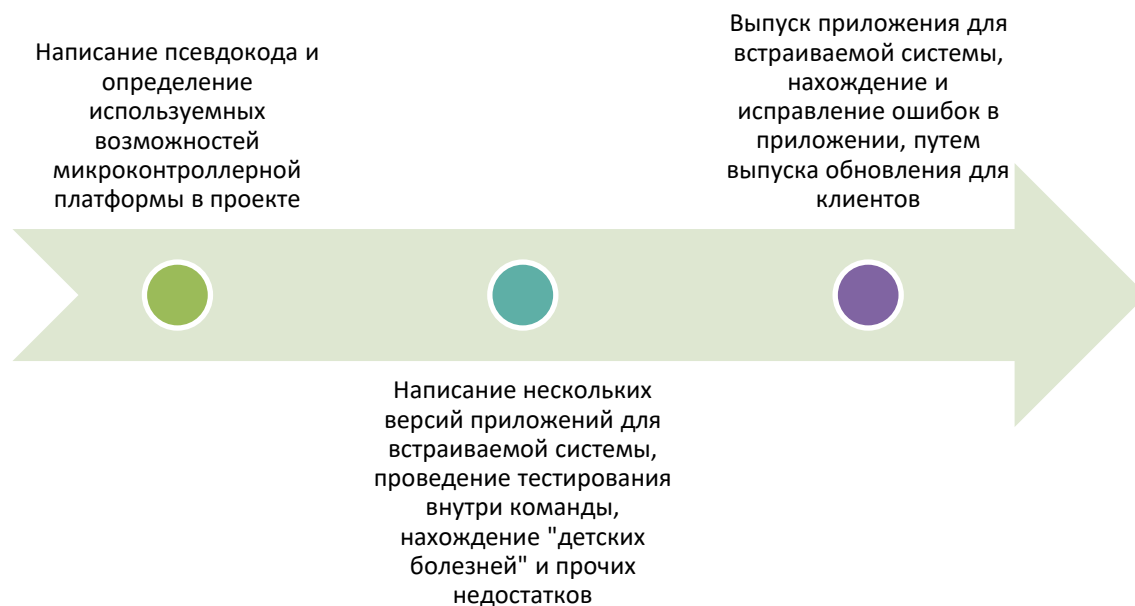 Написание псевдокода и
определение
используемных
возможностей
микроконтроллерной
платформы в проекте
Написание нескольких
версий приложений для
встраиваемой системы,
проведение тестирования
внутри команды,
нахождение "детских
болезней" и прочих
недостатков
Выпуск приложения для
встраиваемой системы,
нахождение и
исправление ошибок в
приложении, путем
выпуска обновления для
клиентов